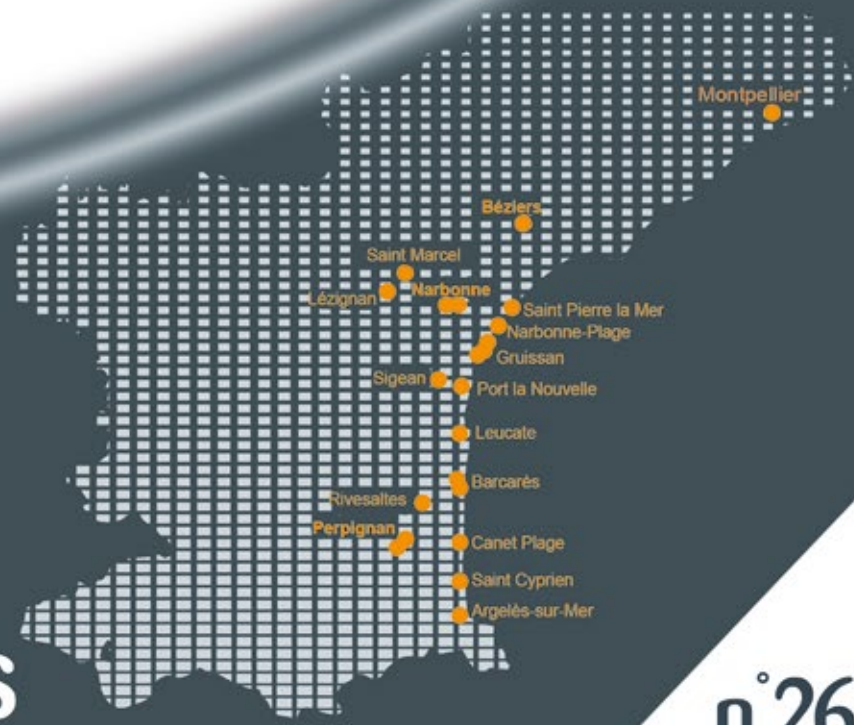 Montpellier
Béziers
Saint Marcel
Lézignan
Narbonne
Saint Pierre la Mer
Narbonne-Plage
Gruissan
Sigean
Port la Nouvelle
Leucate
Barcarès
Rivesaltes
Perpignan
Canet Plage
Saint Cyprien
Argelès-sur-Mer
n°26